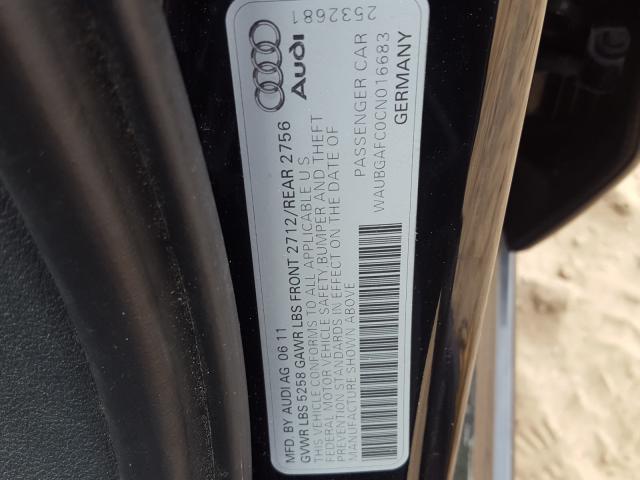 Audi
253268 1
MFD. BY AUDI AG 06 11
GVWR LBS 5258 GAWR LBS FRONT 2712/REAR 2756
THIS VEHICLE CONFORMS TO ALL APPLICABLE U S
FEDERAL MOTOR VEHICLE SAFETY BUMPER AND THEFT
PREVENTION STANDARDS IN EFFECT ON THE DATE OF
MANUFACTURE SHOWN ABOVE
PASSENGER CAR
WAUBGAFC0CN016683
GERMANY